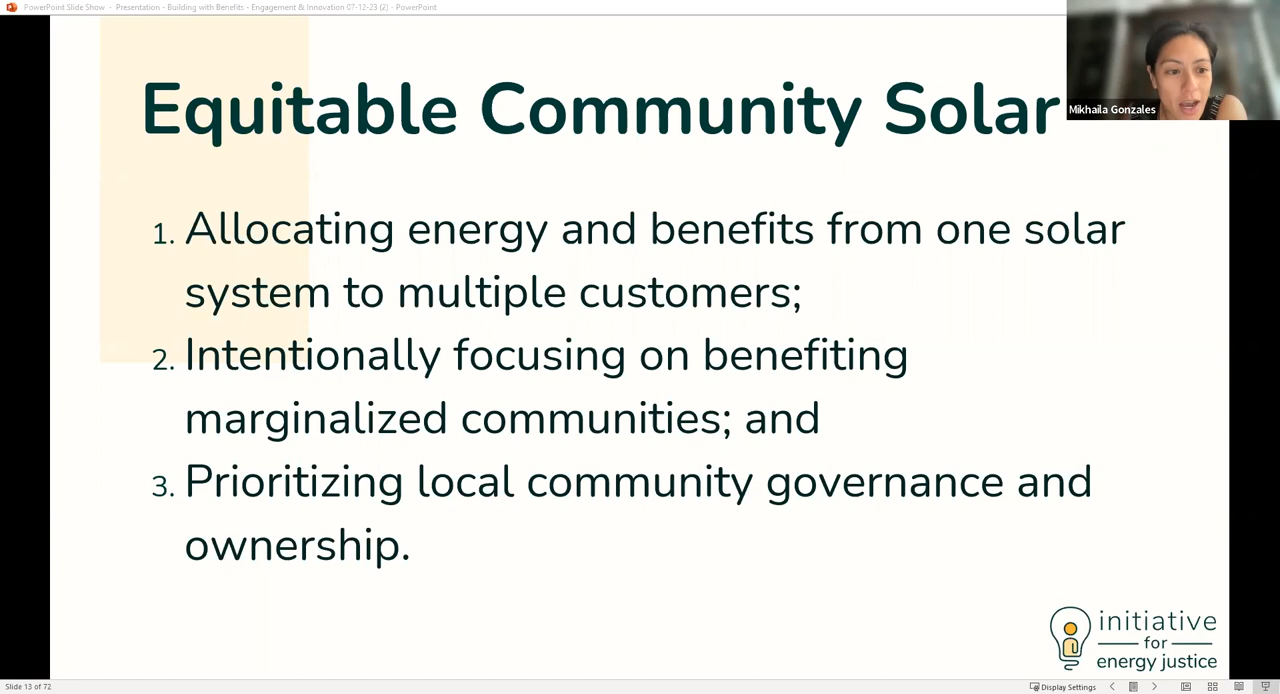 PowerPoint Slide Show - Presentation - Building with Benefits - Engagement & Innovation 07-12-23 (2) - PowerPoint
Equitable Community Solar
Mikhaila Gonzales
1. Allocating energy and benefits from one solar
system to multiple customers;
2. Intentionally focusing on benefiting
marginalized communities; and
3. Prioritizing local community governance and
ownership.
initiative
for
energy justice
Slide 13 of 72
Display Settings